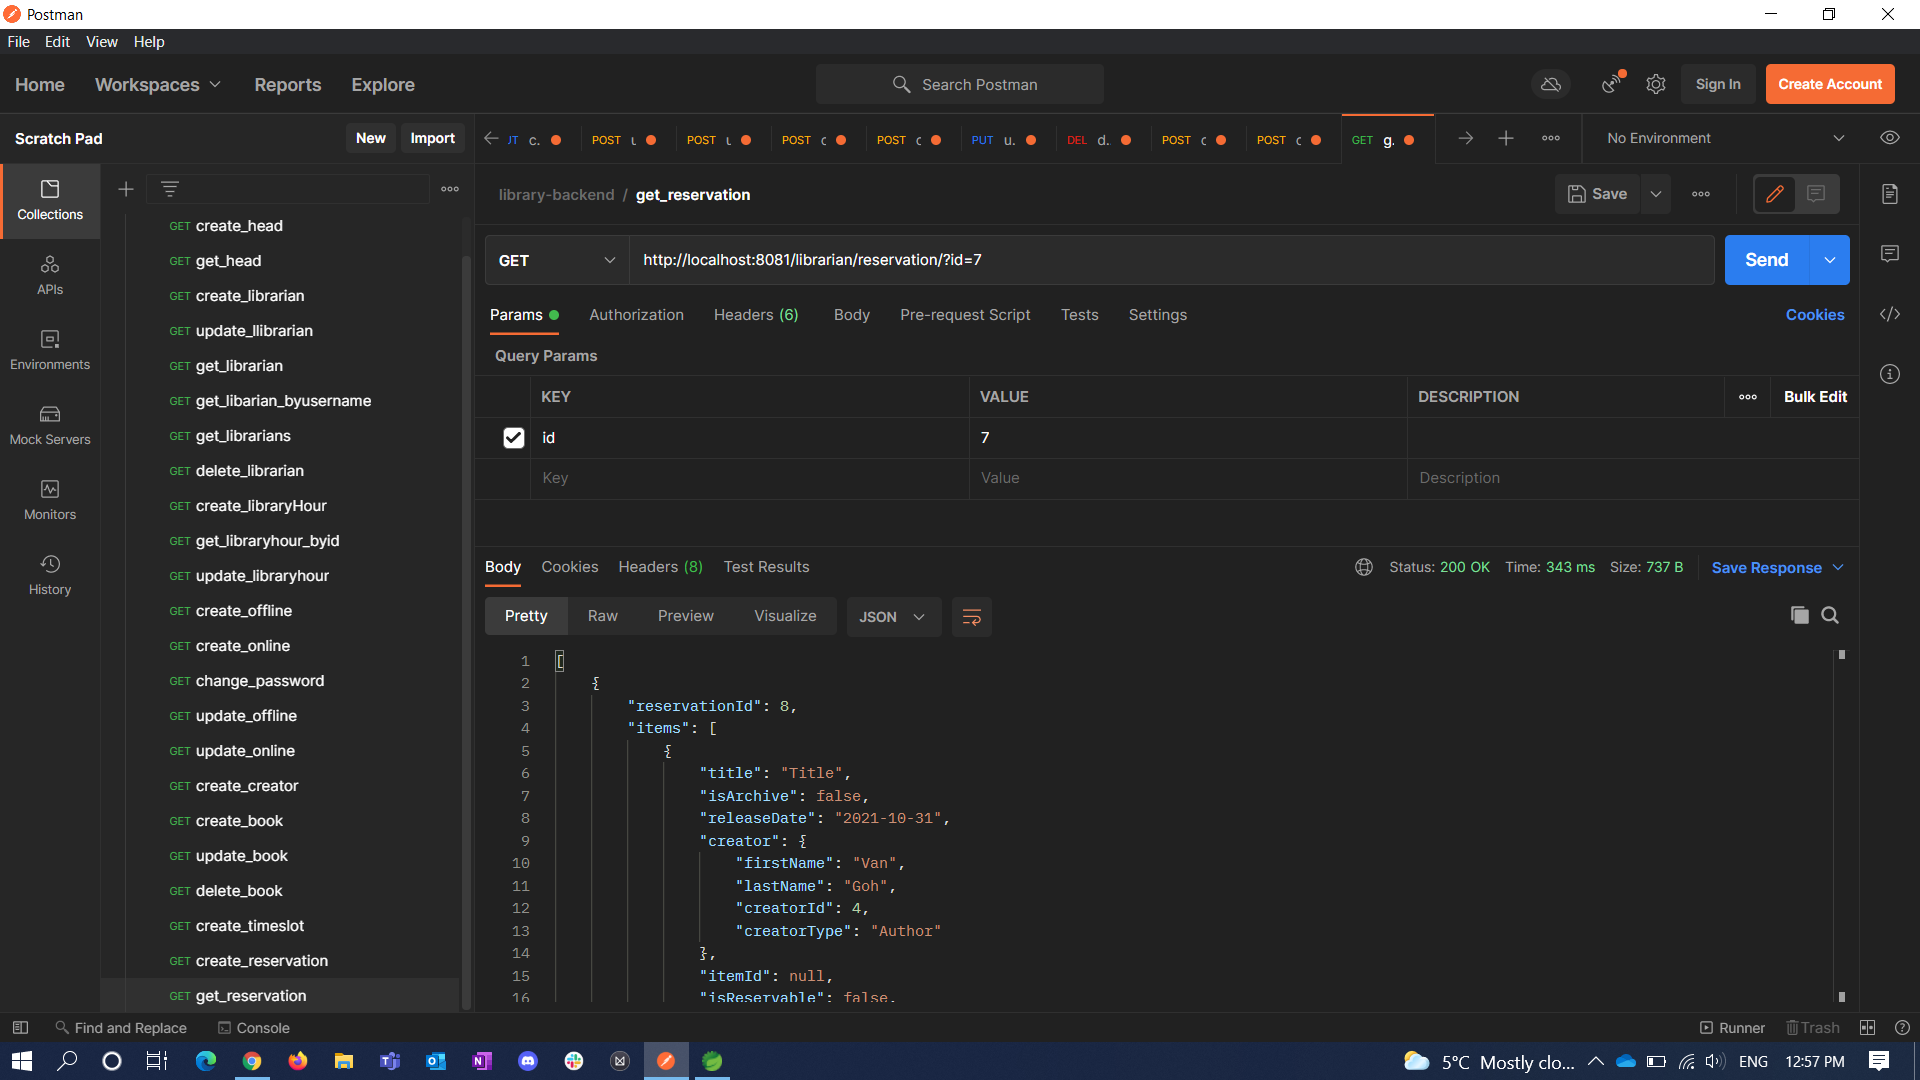 Postman
File Edit View Help
Home Workspaces Reports Explore Search Postman Sign In Create Account
Scratch Pad New Import JT c. POST POST POST c POST c PUT u. DEL d. POST c POST c GET g. No Environment
Collections
APIs
Environments
Mock Servers
Monitors
History
GET create_head
GET get_head
GET create_librarian
GET update_llibrarian
GET get_librarian
GET get_libarian_byusername
GET get_librarians
GET delete_librarian
GET create_libraryHour
GET get_libraryhour_byid
GET update_libraryhour
GET create_offline
GET create_online
GET change_password
GET update_offline
GET update_online
GET create_creator
GET create_book
GET update_book
GET delete_book
GET create_timeslot
GET create_reservation
GET get_reservation
library-backend / get_reservation Save
GET http://localhost:8081/librarian/reservation/?id=7 Send
Params Authorization Headers (6) Body Pre-request Script Tests Settings Cookies
Query Params
KEY VALUE DESCRIPTION Bulk Edit
id 7
Key Value Description
Body Cookies Headers (8) Test Results Status: 200 OK Time: 343 ms Size: 737 B Save Response
Pretty Raw Preview Visualize JSON
1 [
2 {
3 "reservationId": 8,
4 "items": [
5 {
6 "title": "Title",
7 "isArchive": false,
8 "releaseDate": "2021-10-31",
9 "creator": {
10 "firstName": "Van",
11 "lastName": "Goh",
12 "creatorId": 4,
13 "creatorType": "Author"
14 },
15 "itemId": null,
16 "isReservable": false,
Find and Replace Console Runner Trash
5°C Mostly clo... ENG 12:57 PM